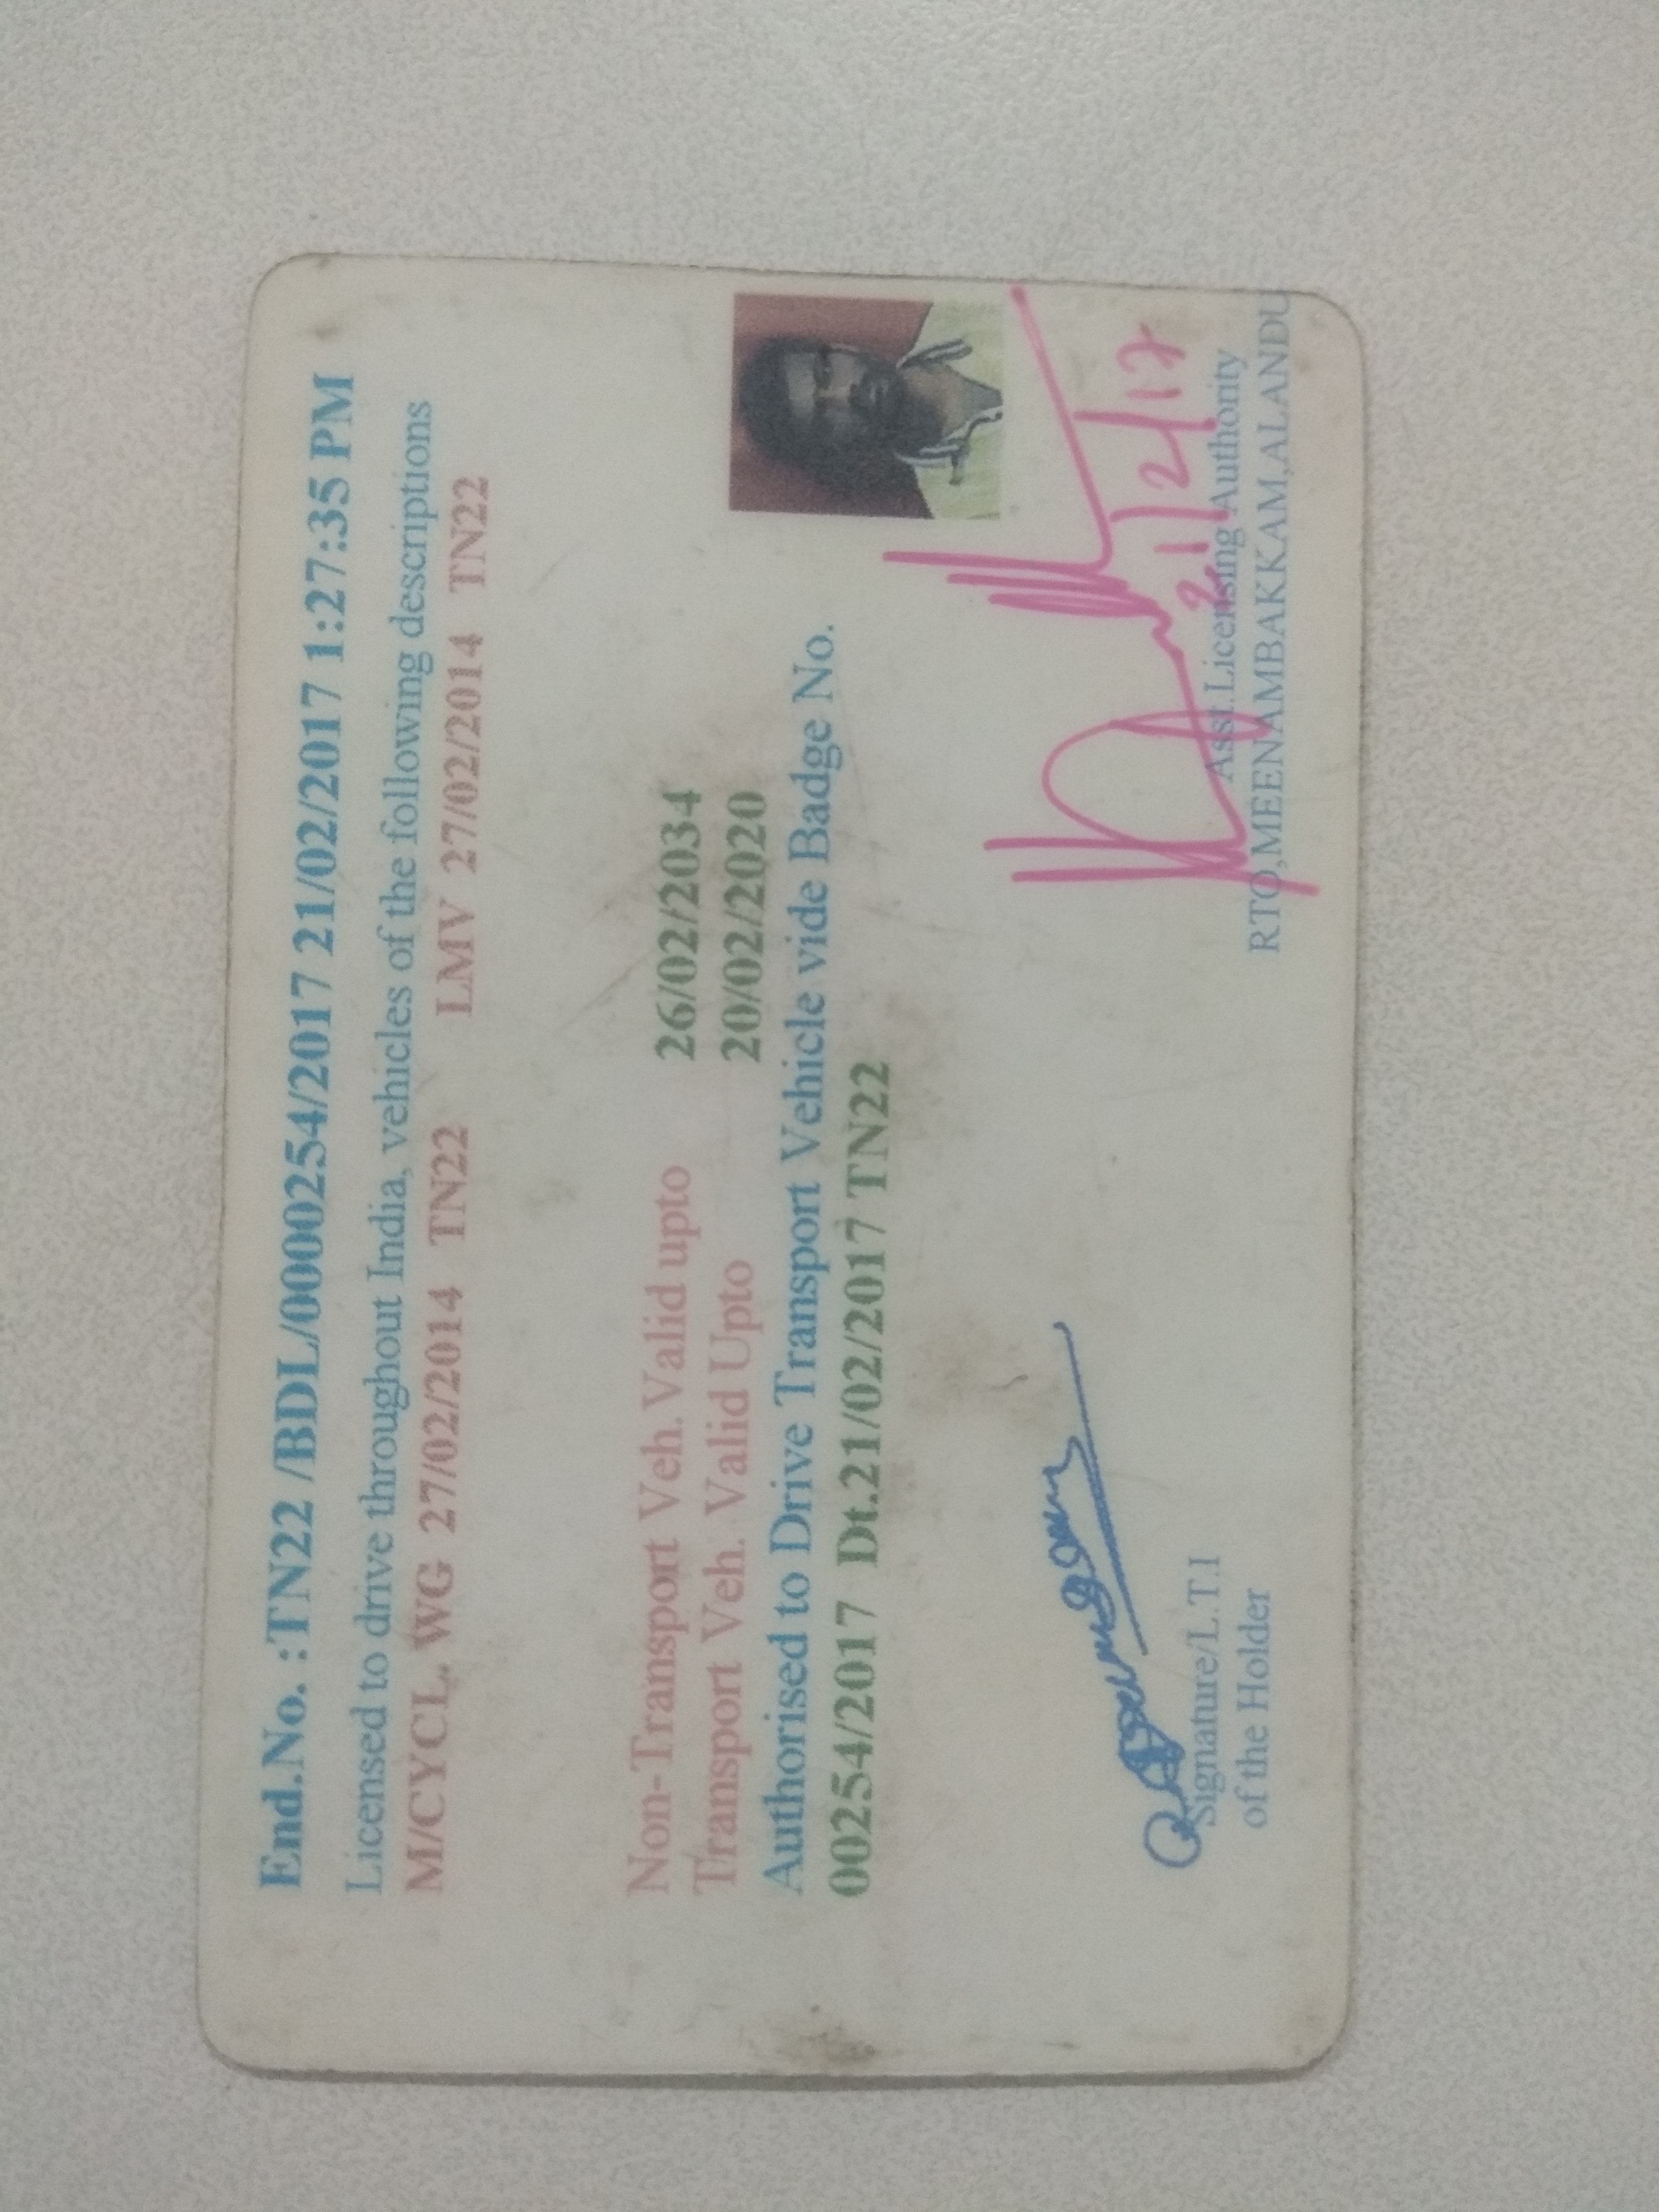 End.No. :TN22 /BDL/0000254/2017 21/02/2017 1:27:35 PM
Licensed to drive throughout India, vehicles of the following descriptions
M/CYCL. WG 27/02/2014 TN22 LMV 27/02/2014 TN22
Non-Transport Veh. Valid upto 26/02/2034
Transport Veh. Valid Upto 20/02/2020
Authorised to Drive Transport Vehicle vide Badge No.
00254/2017 Dt.21/02/2017 TN22
21/2/17
Signature/L.T.I
of the Holder
Asst.Licensing Authority
RTO,MEENAMBAKKAM,ALANDU